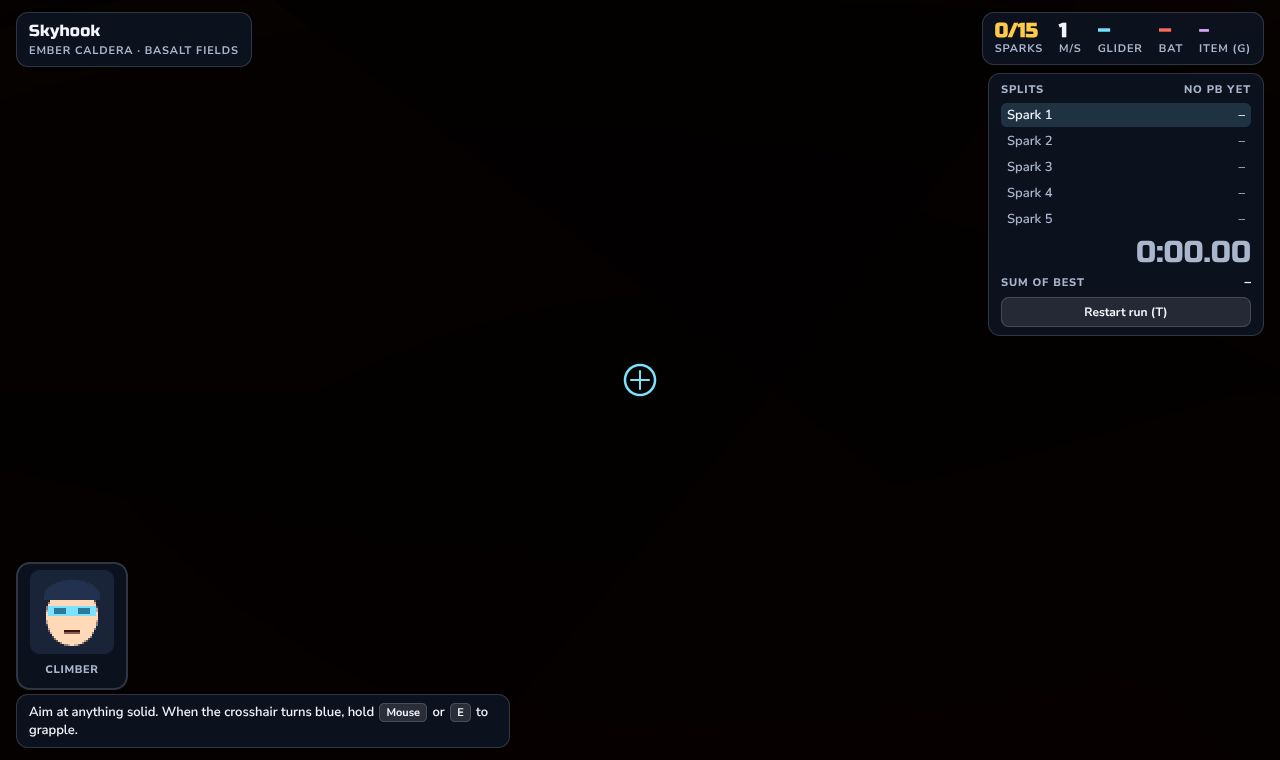 Skyhook
EMBER CALDERA · BASALT FIELDS
0/15 SPARKS
1 M/S
– GLIDER
– BAT
– ITEM (G)
SPLITS NO PB YET
Spark 1 –
Spark 2 –
Spark 3 –
Spark 4 –
Spark 5 –
0:00.00
SUM OF BEST –
Restart run (T)
CLIMBER
Aim at anything solid. When the crosshair turns blue, hold Mouse or E to
grapple.